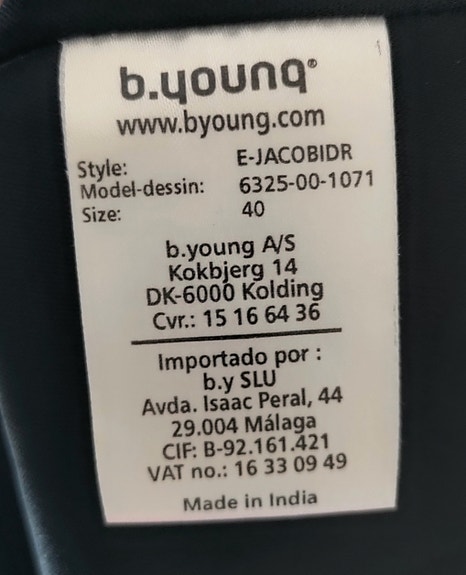 b.young®
www.byoung.com
Style: E-JACOBIDR
Model-dessin: 6325-00-1071
Size: 40
b.young A/S
Kokbjerg 14
DK-6000 Kolding
Cvr.: 15 16 64 36
Importado por :
b.y SLU
Avda. Isaac Peral, 44
29.004 Málaga
CIF: B-92.161.421
VAT no.: 16 33 09 49
Made in India